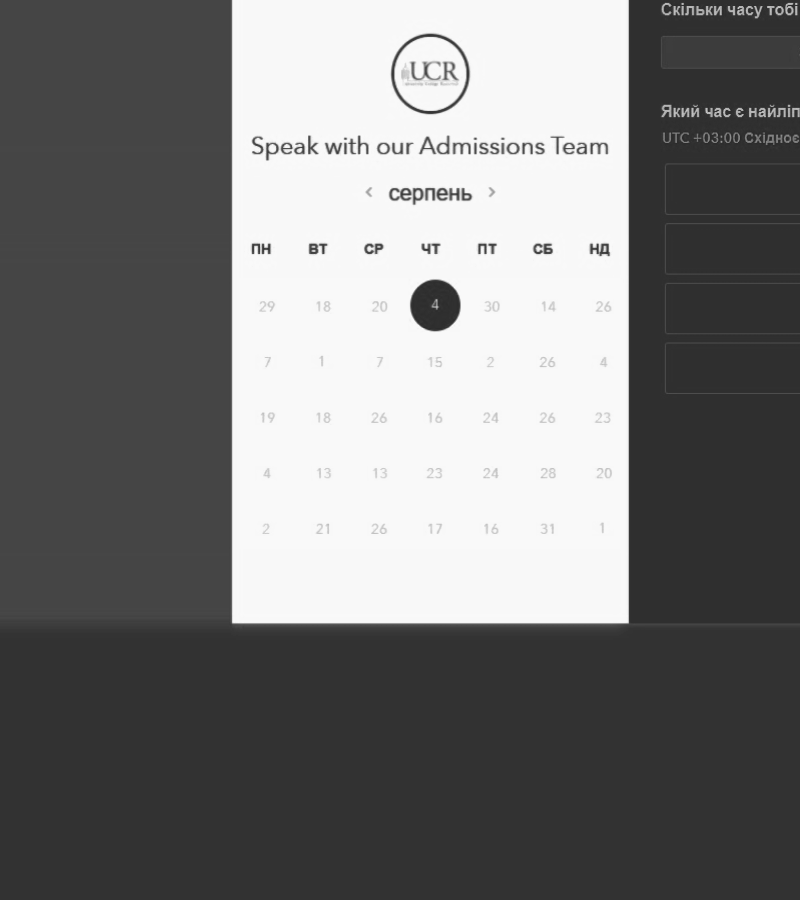 UCR
Speak with our Admissions Team
‹ серпень ›
ПН ВТ СР ЧТ ПТ СБ НД
29 18 20 4 30 14 26
7 1 7 15 2 26 4
19 18 26 16 24 26 23
4 13 13 23 24 28 20
2 21 26 17 16 31 1
Скільки часу тобі
Який час є найліп
UTC +03:00 Східноє